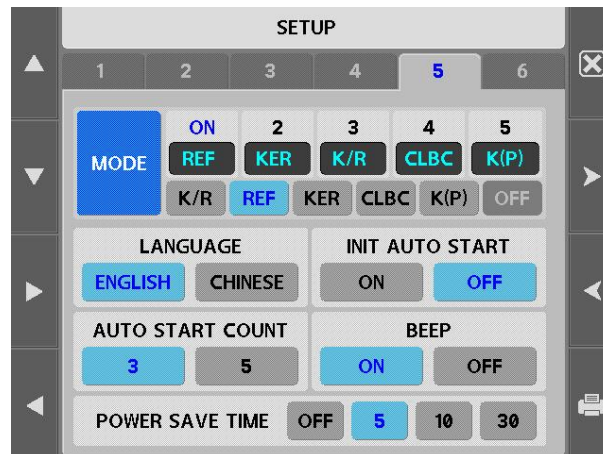 SETUP
1 2 3 4 5 6
MODE
ON 2 3 4 5
REF KER K/R CLBC K(P)
K/R REF KER CLBC K(P) OFF
LANGUAGE INIT AUTO START
ENGLISH CHINESE ON OFF
AUTO START COUNT BEEP
3 5 ON OFF
POWER SAVE TIME OFF 5 10 30